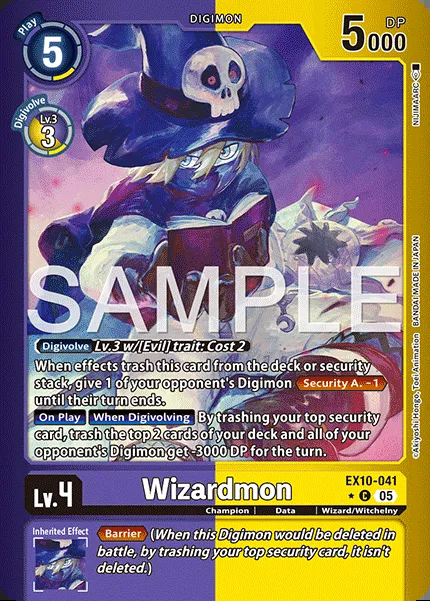 DIGIMON
Play
5
DP
5000
Digivolve
Lv.3
3
NIJIMAARC
SAMPLE
Digivolve Lv.3 w/[Evil] trait: Cost 2
When effects trash this card from the deck or security
stack, give 1 of your opponent's Digimon Security A. -1
until their turn ends.
On Play When Digivolving By trashing your top security
card, trash the top 2 cards of your deck and all of your
opponent's Digimon get -3000 DP for the turn.
©Akiyoshi Hongo, Toei Animation BANDAI MADE IN JAPAN
Lv.4
Wizardmon
EX10-041
C 05
Champion Data Wizard/Witchelny
Inherited Effect
Barrier (When this Digimon would be deleted in
battle, by trashing your top security card, it isn't
deleted.)